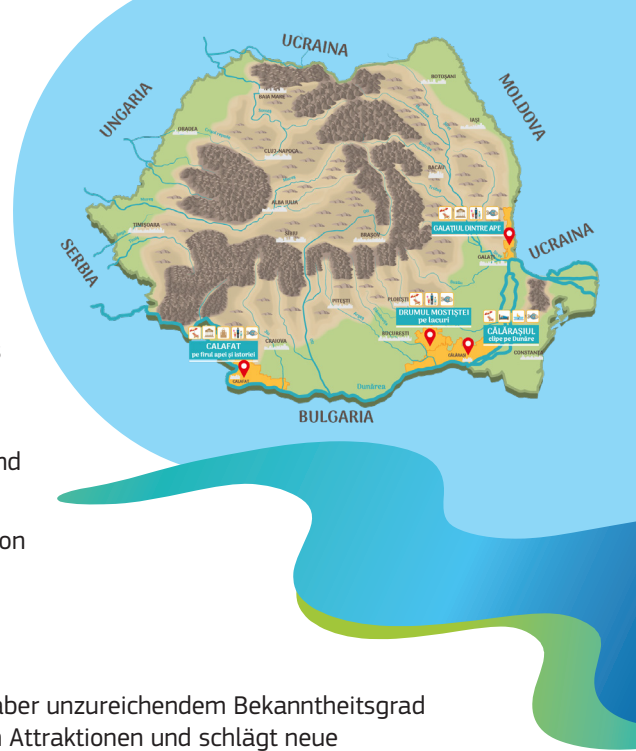 UCRAINA
BOTOȘANI
MOLDOVA
BAIA MARE
UNGARIA
IAȘI
ORADEA
CLUJ-NAPOCA
BACĂU
ALBA IULIA
GALAȚIUL DINTRE APE
TIMIȘOARA
SIBIU
BRAȘOV
UCRAINA
GALAȚI
SERBIA
PITEȘTI
PLOIEȘTI
DRUMUL MOSTIȘTEI
pe lacuri
CĂLĂRAȘIUL
clipe pe Dunăre
BUCUREȘTI
CALAFAT
pe firul apei și istoriei
CRAIOVA
CĂLĂRAȘI
CONSTANȚA
CALAFAT
Dunărea
BULGARIA
nd
on
aber unzureichendem Bekanntheitsgrad
n Attraktionen und schlägt neue